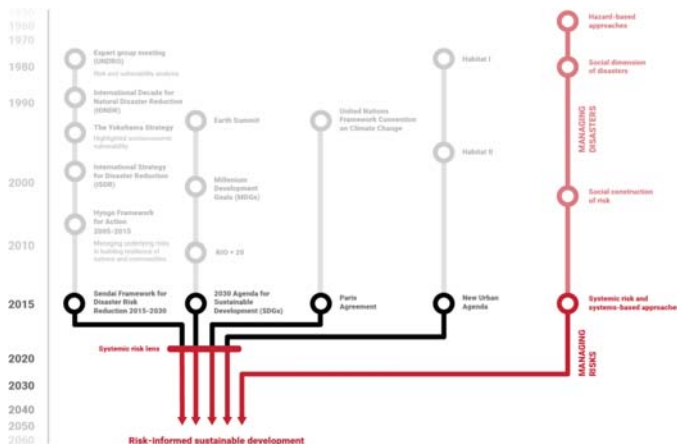 1950
1960
1970
1980
1990
2000
2010
2015
2020
2030
2040
2050
2060
Expert group meeting
(UNDRO)
Risk and vulnerability analysis
International Decade for
Natural Disaster Reduction
(IDNDR)
The Yokohama Strategy
Highlighted socioeconomic
vulnerability
International Strategy
for Disaster Reduction
(ISDR)
Hyogo Framework
for Action
2005-2015
Managing underlying risks
in building resilience of
nations and communities
Sendai Framework for
Disaster Risk
Reduction 2015-2030
Earth Summit
Millenium
Development
Goals (MDGs)
RIO + 20
2030 Agenda for
Sustainable
Development (SDGs)
United Nations
Framework Convention
on Climate Change
Paris
Agreement
Habitat I
Habitat II
New Urban
Agenda
Hazard-based
approaches
Social dimension
of disasters
MANAGING
DISASTERS
Social construction
of risk
Systemic risk and
systems-based approaches
MANAGING
RISKS
Systemic risk lens
Risk-informed sustainable development